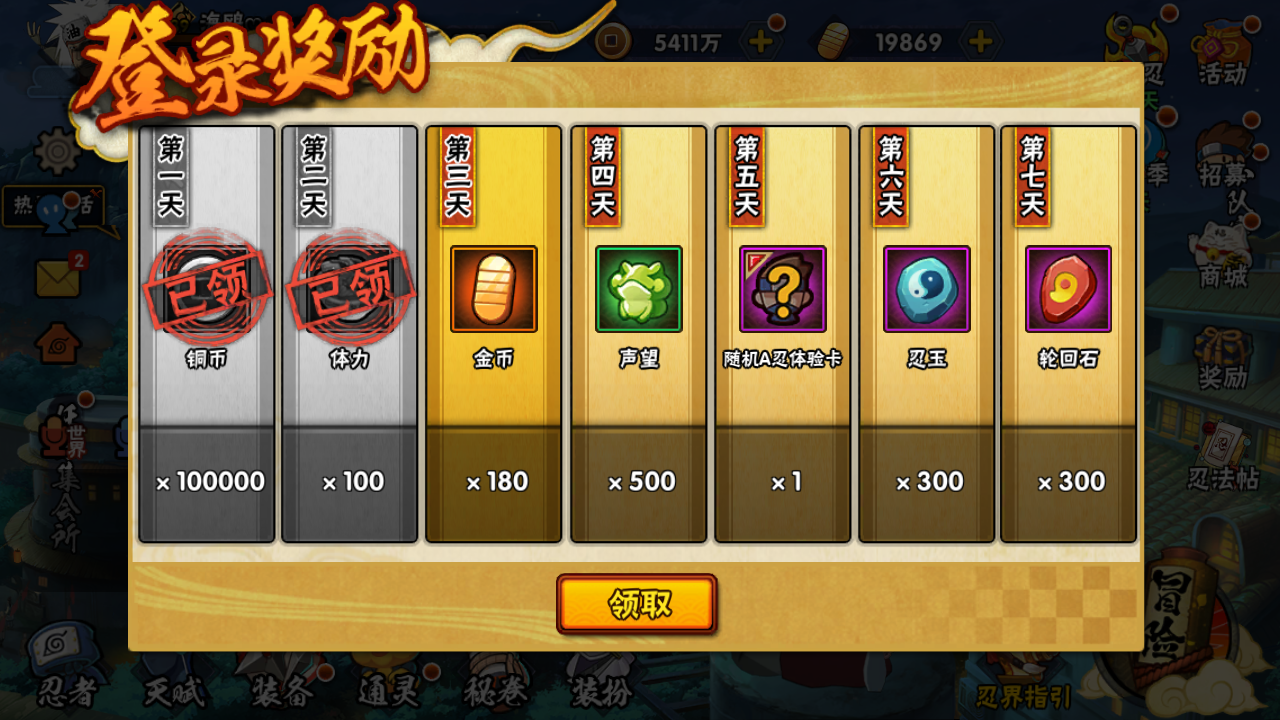 登录奖励
5411万
19869
活动
第一天
第二天
第三天
第四天
第五天
第六天
第七天
已领
已领
铜币
体力
金币
声望
随机A忍体验卡
忍玉
轮回石
×100000
×100
×180
×500
×1
×300
×300
领取
2
招募
商城
奖励
忍法帖
世界
集会所
冒险
忍者
天赋
装备
通灵
秘卷
装扮
忍界指引